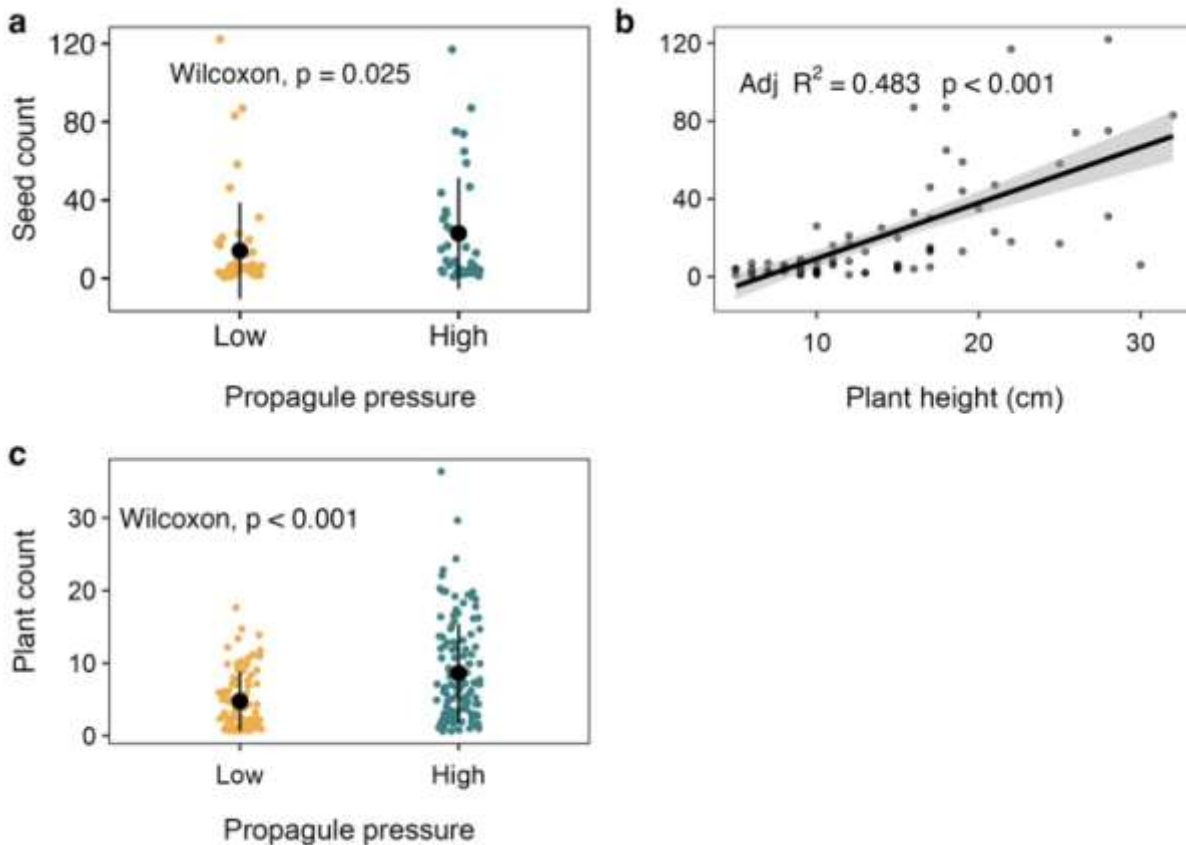 a
120
80
40
0
Seed count
Wilcoxon, p = 0.025
Low High
Propagule pressure
b
120
80
40
0
Adj R² = 0.483 p < 0.001
10 20 30
Plant height (cm)
c
30
20
10
0
Plant count
Wilcoxon, p < 0.001
Low High
Propagule pressure